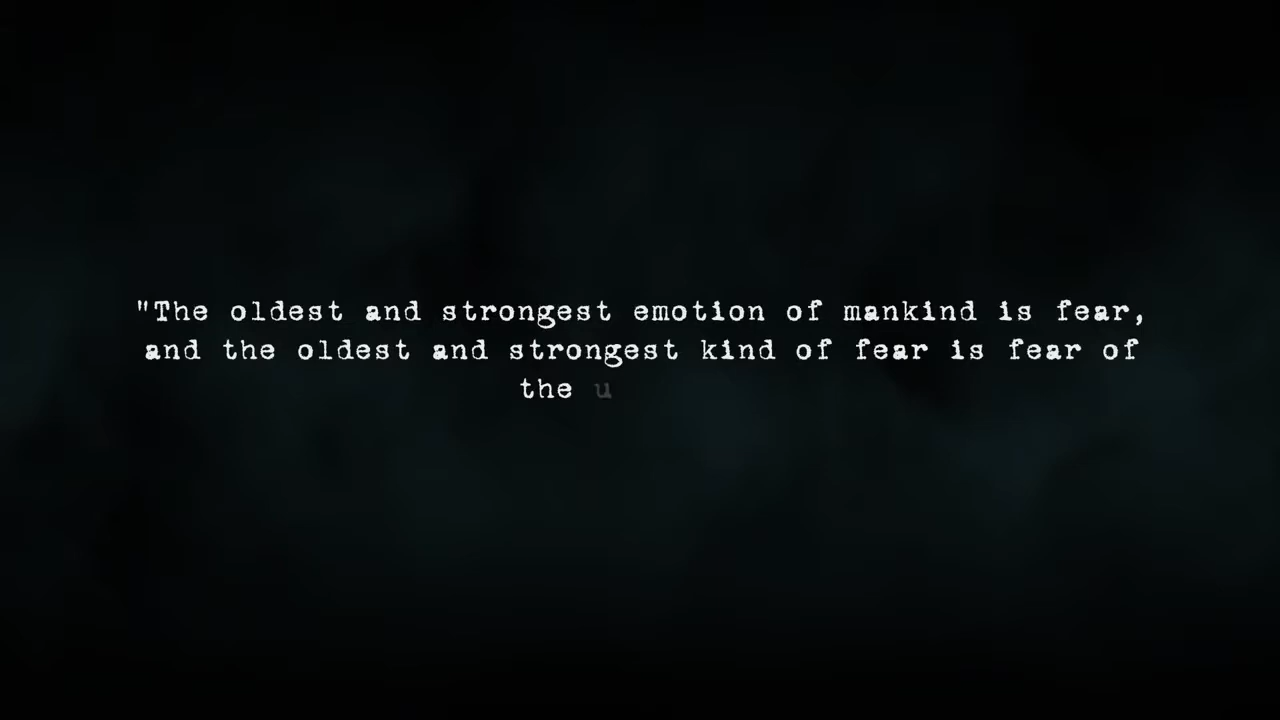 "The oldest and strongest emotion of mankind is fear,
and the oldest and strongest kind of fear is fear of
the u